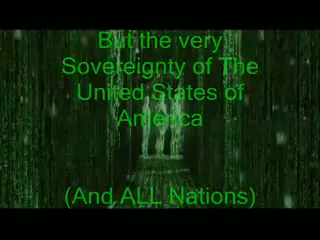 But the very
Sovereignty of The
United States of
America
(And ALL Nations)